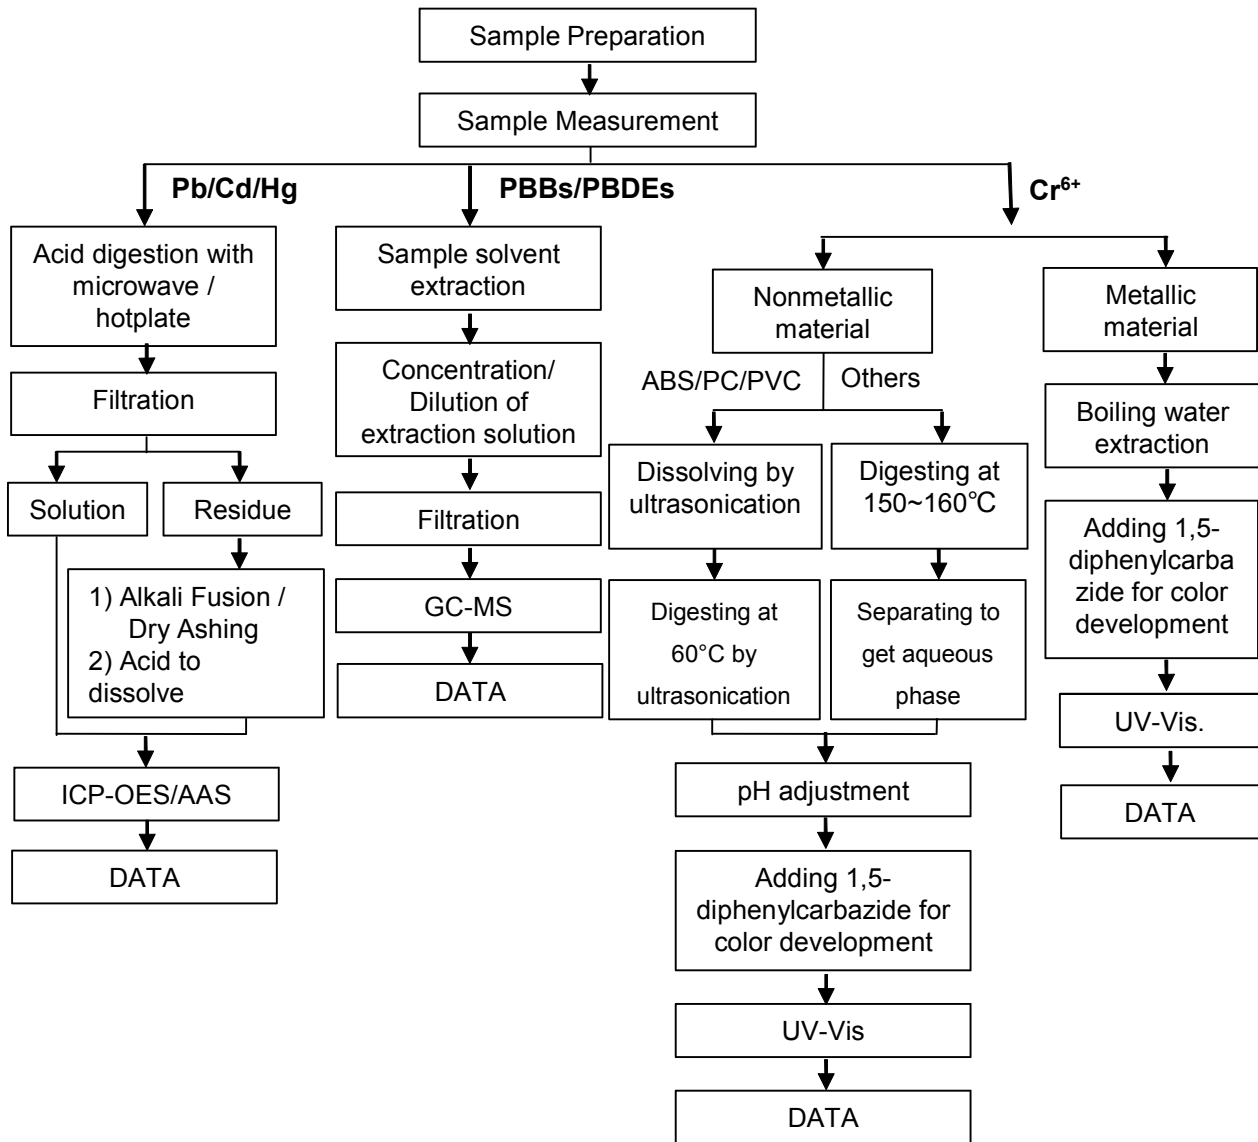 Sample Preparation
Sample Measurement
Pb/Cd/Hg
PBBs/PBDEs
Cr⁶⁺
Acid digestion with
microwave /
hotplate
Filtration
Solution
Residue
1) Alkali Fusion /
Dry Ashing
2) Acid to
dissolve
ICP-OES/AAS
DATA
Sample solvent
extraction
Concentration/
Dilution of
extraction solution
Filtration
GC-MS
DATA
Nonmetallic
material
ABS/PC/PVC
Others
Dissolving by
ultrasonication
Digesting at
60°C by
ultrasonication
Digesting at
150~160℃
Separating to
get aqueous
phase
pH adjustment
Adding 1,5-
diphenylcarbazide for
color development
UV-Vis
DATA
Metallic
material
Boiling water
extraction
Adding 1,5-
diphenylcarba
zide for color
development
UV-Vis.
DATA